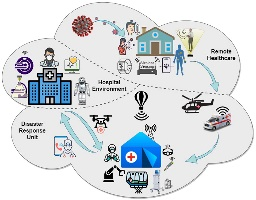 Remote
Healthcare
Hospital
Environment
Disaster
Response
Unit